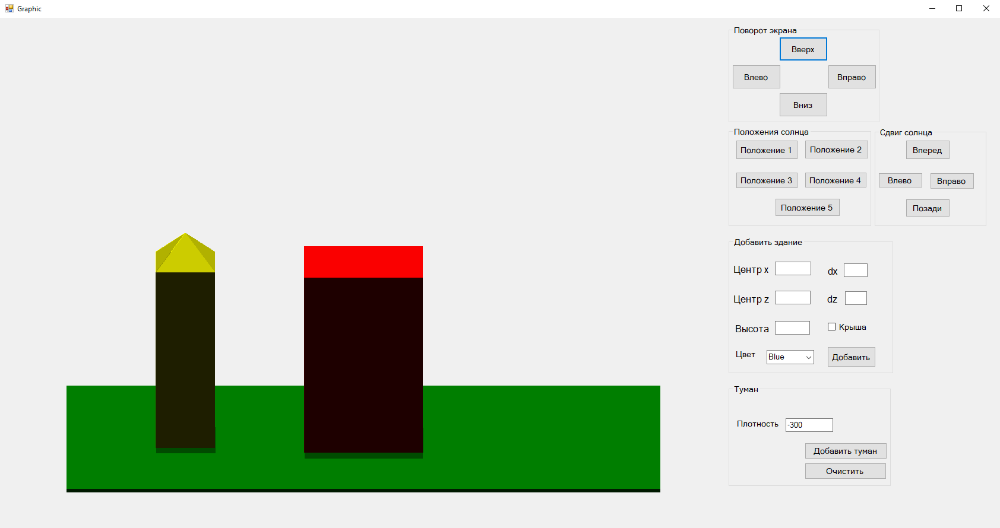 Graphic
Поворот экрана
Вверх
Влево
Вправо
Вниз
Положения солнца
Положение 1
Положение 2
Положение 3
Положение 4
Положение 5
Сдвиг солнца
Вперед
Влево
Вправо
Позади
Добавить здание
Центр x
dx
Центр z
dz
Высота
Крыша
Цвет
Blue
Добавить
Туман
Плотность
-300
Добавить туман
Очистить